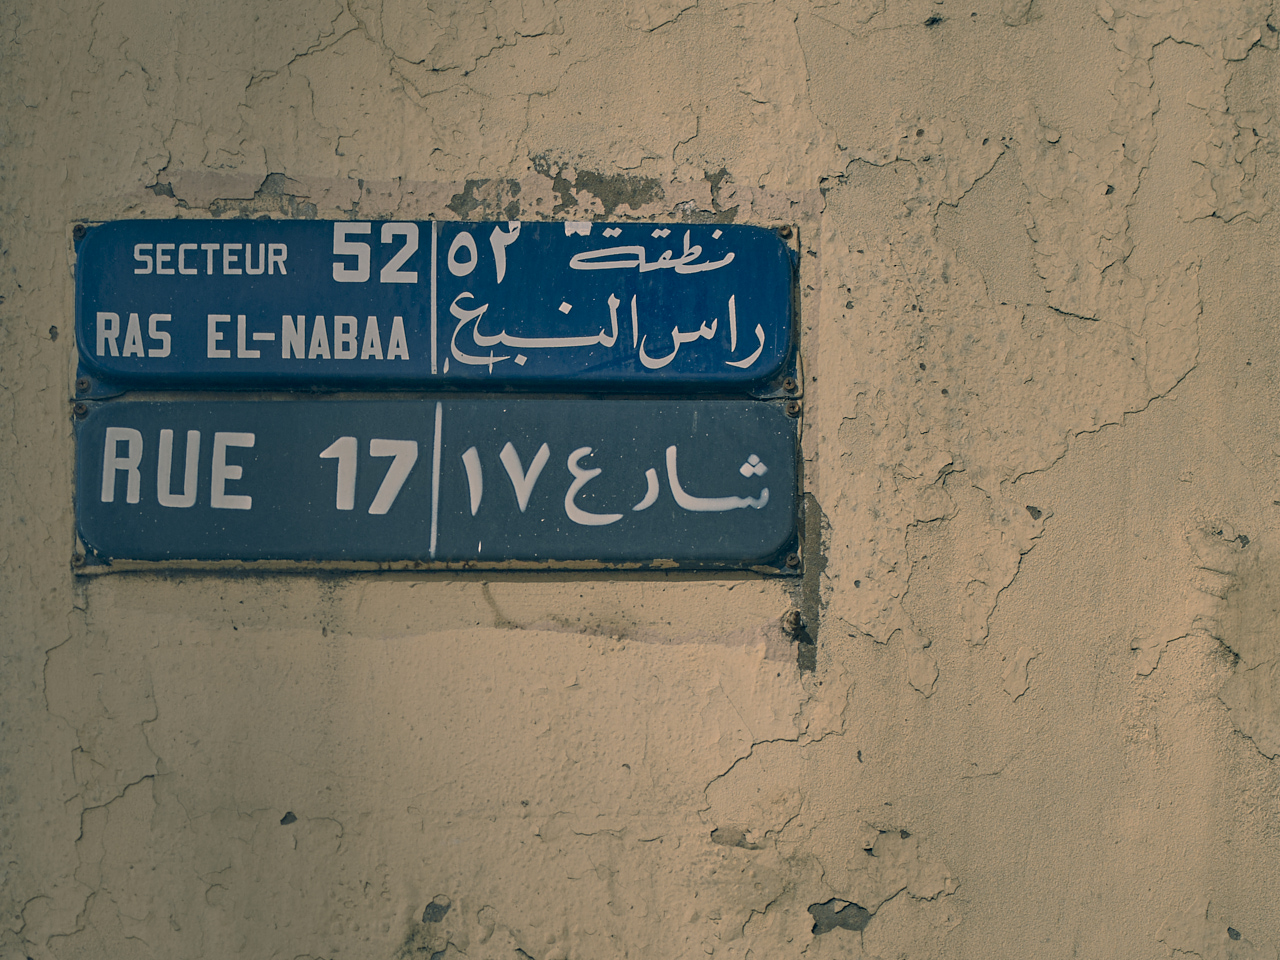 SECTEUR 52
RAS EL-NABAA
منطقة ٥٢
راس النبع
RUE 17
شارع ١٧